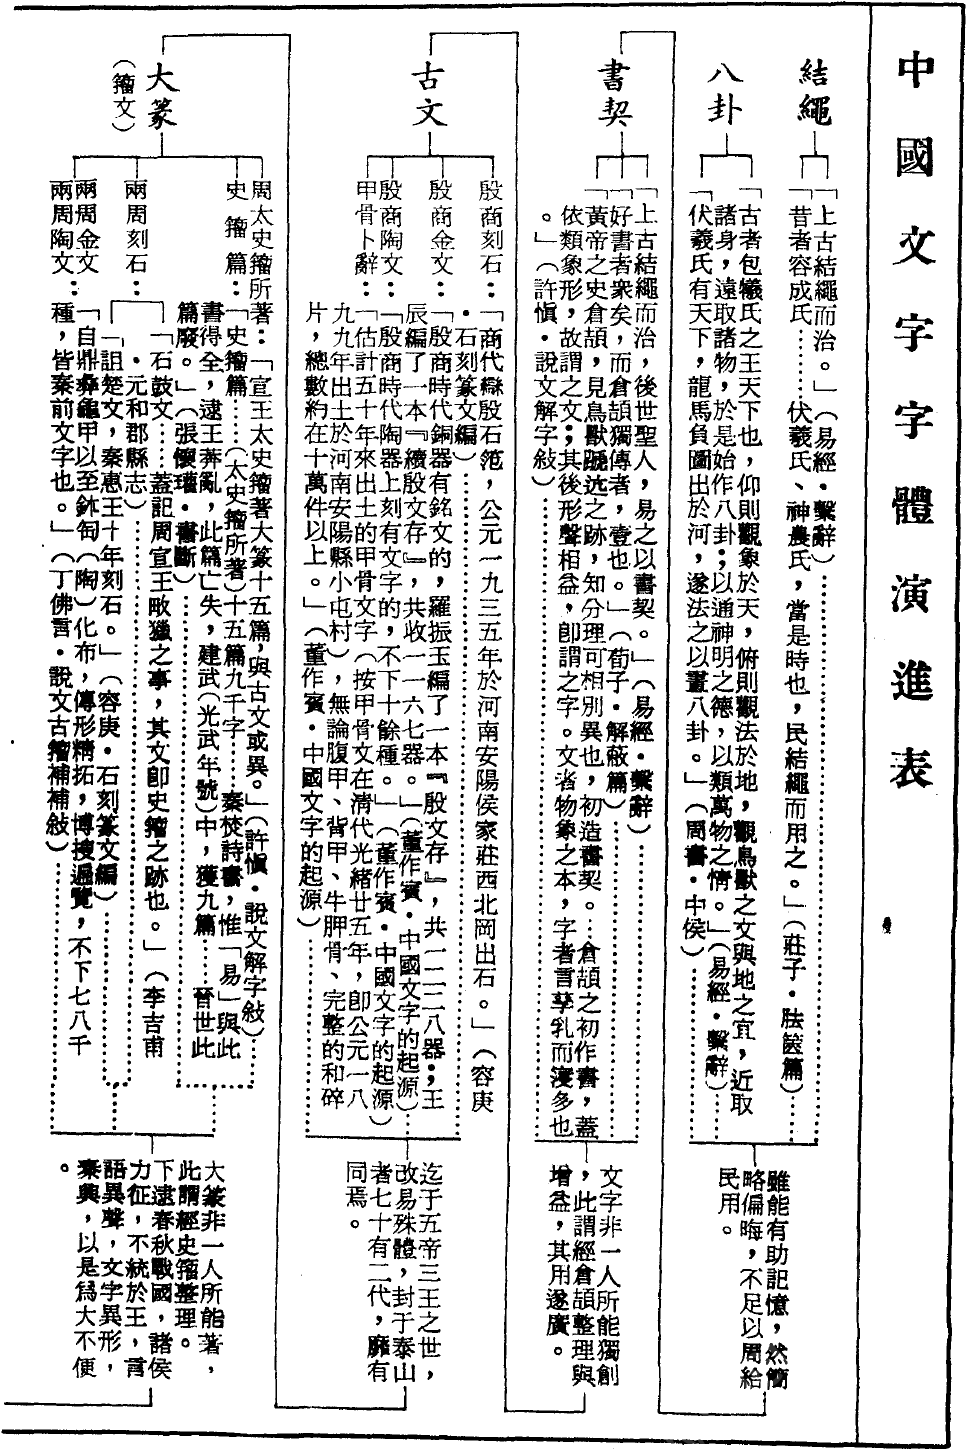 中國文字字體演進表
結繩
「上古結繩而治。」（易經・繫辭）
「昔者容成氏……伏羲氏、神農氏，當是時也，民結繩而用之。」（莊子・胠篋篇）
八卦
「古者包犧氏之王天下也，仰則觀象於天，俯則觀法於地，觀鳥獸之文與地之宜，近取
諸身，遠取諸物，於是始作八卦；以通神明之德，以類萬物之情。」（易經・繫辭）
「伏羲氏有天下，龍馬負圖出於河，遂法之以畫八卦。」（周書・中侯）
雖能有助記憶，然簡
略偏晦，不足以周給
民用。
書契
「上古結繩而治，後世聖人，易之以書契。」（易經・繫辭）
「好書者衆矣，而倉頡獨傳者，壹也。」（荀子・解蔽篇）
「黃帝之史倉頡，見鳥獸蹏迒之跡，知分理可相別異也，初造書契。…倉頡之初作書，蓋
依類象形，故謂之文；其後形聲相益，卽謂之字。文者物象之本，字者言孳乳而寖多也
。」（許愼・說文解字敍）
文字非一人所能獨創
，此謂經倉頡整理與
增益，其用遂廣。
古文
殷商刻石：「商代㷼殷石𥫫，公元一九三五年於河南安陽侯家莊西北岡出石。」（容庚
・石刻篆文編）
殷商金文：「殷商時代銅器有銘文的，羅振玉編了一本『殷文存』，共一一二八器；王
辰編了一本『續殷文存』，共收一一六七器。」（董作賓・中國文字的起源）
殷商陶文：「殷商時代陶器上刻有文字的，不下十餘種。」（董作賓・中國文字的起源）
甲骨卜辭：「估計五十年來出土的甲骨文字（按甲骨文在淸代光緒廿五年，卽公元一八
九九年出土於河南安陽縣小屯村），無論腹甲、背甲、牛胛骨、完整的和碎
片，總數約在十萬件以上。」（董作賓・中國文字的起源）
迄于五帝三王之世，
改易殊體，封于泰山
者七十有二代，靡有
同焉。
大篆
（籀文）
周太史籀所著：「宣王太史籀著大篆十五篇，與古文或異。」（許愼・說文解字敍）
史籀篇：「史籀篇……（太史籀所著）十五篇九千字……秦焚詩書，惟「易」與此
書得全，逮王莽亂，此篇亡失，建武（光武年號）中，獲九篇……晉世此
篇廢。」（張懷瓘・書斷）
兩周刻石：「石鼓文……蓋記周宣王畋獵之事，其文卽史籀之跡也。」（李吉甫
・元和郡縣志）
「詛楚文，秦惠王十年刻石。」（容庚・石刻篆文編）
兩周金文：「自鼎彝龜甲以至鉢匋（陶）化布，傳形精拓，博搜遍覽，不下七八千
兩周陶文：種，皆秦前文字也。」（丁佛言・說文古籀補補敍）
大篆非一人所能著，
此謂經史籀整理。
下逮春秋戰國，諸侯
力征，不統於王，言
語異聲，文字異形，
秦興，以是爲大不便
。